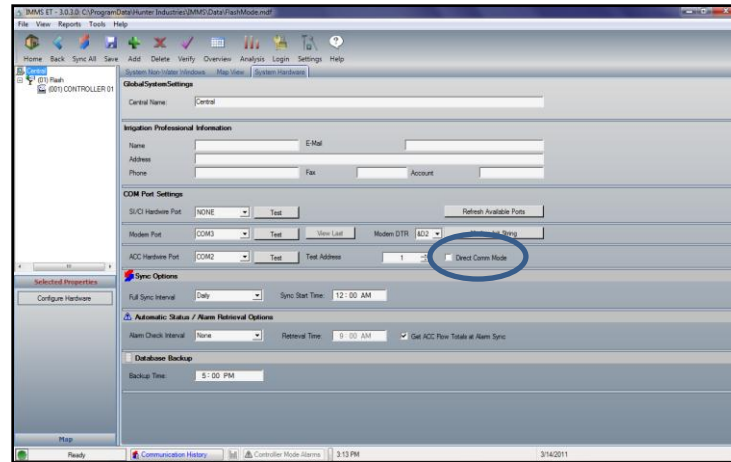 IMMS ET - 3.0.3.0: C:\ProgramData\Hunter Industries\IMMS\Data\FlashMode.mdf
File View Reports Tools Help
Home Back Sync All Save Add Delete Verify Overview Analysis Login Settings Help
Central
(01) Flash
(001) CONTROLLER 01
System Non-Water Windows Map View System Hardware
GlobalSystemSettings
Central Name: Central
Irrigation Professional Information
Name E-Mail
Address
Phone Fax Account
COM Port Settings
SI/CI Hardwire Port NONE Test Refresh Available Ports
Modem Port COM3 Test View Last Modem DTR &D2 String
ACC Hardwire Port COM2 Test Test Address 1 Direct Comm Mode
Sync Options
Full Sync Interval Daily Sync Start Time: 12:00 AM
Automatic Status / Alarm Retrieval Options
Alarm Check Interval None Retrieval Time: 9:00 AM Get ACC Flow Totals at Alarm Sync
Database Backup
Backup Time: 5:00 PM
Selected Properties
Configure Hardware
Map
Ready Communication History Controller Mode Alarms 3:13 PM 3/14/2011